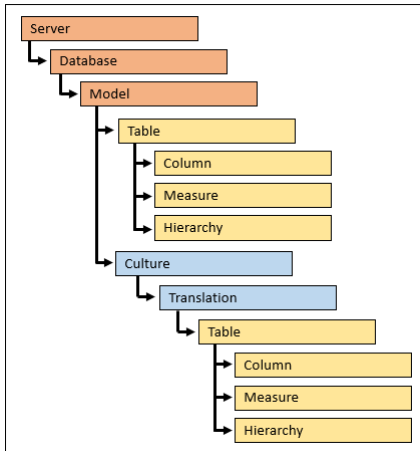 Server
Database
Model
Table
Column
Measure
Hierarchy
Culture
Translation
Table
Column
Measure
Hierarchy